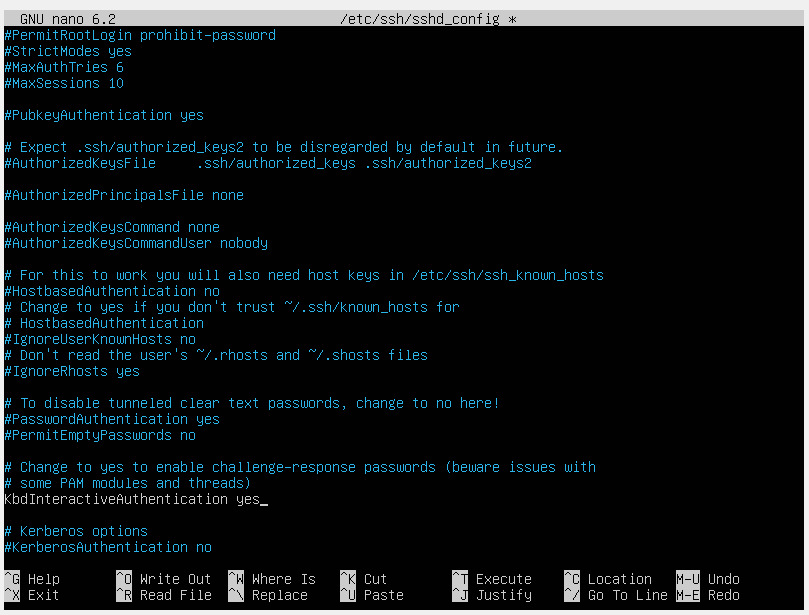 GNU nano 6.2 /etc/ssh/sshd_config *
#PermitRootLogin prohibit-password
#StrictModes yes
#MaxAuthTries 6
#MaxSessions 10
#PubkeyAuthentication yes
# Expect .ssh/authorized_keys2 to be disregarded by default in future.
#AuthorizedKeysFile .ssh/authorized_keys .ssh/authorized_keys2
#AuthorizedPrincipalsFile none
#AuthorizedKeysCommand none
#AuthorizedKeysCommandUser nobody
# For this to work you will also need host keys in /etc/ssh/ssh_known_hosts
#HostbasedAuthentication no
# Change to yes if you don't trust ~/.ssh/known_hosts for
# HostbasedAuthentication
#IgnoreUserKnownHosts no
# Don't read the user's ~/.rhosts and ~/.shosts files
#IgnoreRhosts yes
# To disable tunneled clear text passwords, change to no here!
#PasswordAuthentication yes
#PermitEmptyPasswords no
# Change to yes to enable challenge-response passwords (beware issues with
# some PAM modules and threads)
KbdInteractiveAuthentication yes_
# Kerberos options
#KerberosAuthentication no
^G Help ^O Write Out ^W Where Is ^K Cut ^T Execute ^C Location M-U Undo
^X Exit ^R Read File ^\ Replace ^U Paste ^J Justify ^/ Go To Line M-E Redo